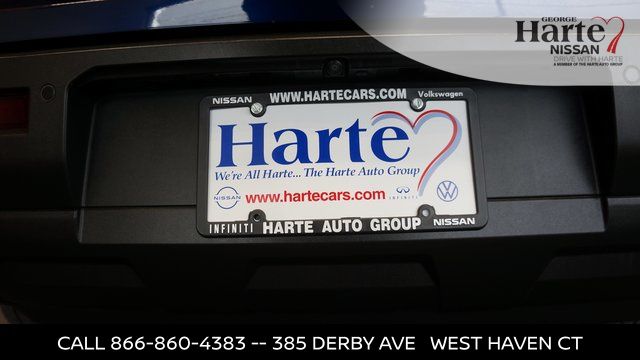 GEORGE
Harte
NISSAN
DRIVE WITH HARTE
A MEMBER OF THE HARTE AUTO GROUP
NISSAN WWW.HARTECARS.COM Volkswagen
Harte
We're All Harte... The Harte Auto Group
NISSAN www.hartecars.com INFINITI
INFINITI HARTE AUTO GROUP NISSAN
CALL 866-860-4383 -- 385 DERBY AVE WEST HAVEN CT